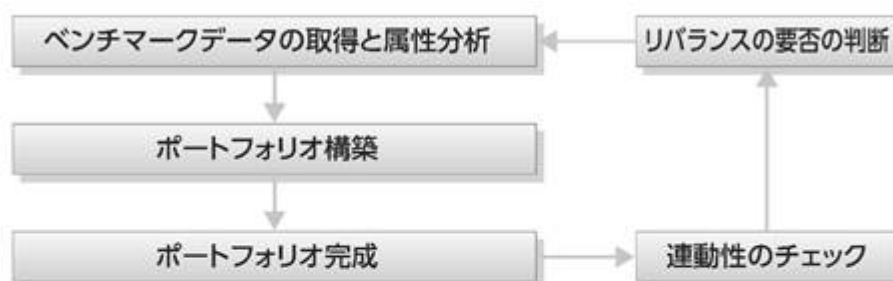 ベンチマークデータの取得と属性分析
リバランスの要否の判断
ポートフォリオ構築
ポートフォリオ完成
連動性のチェック